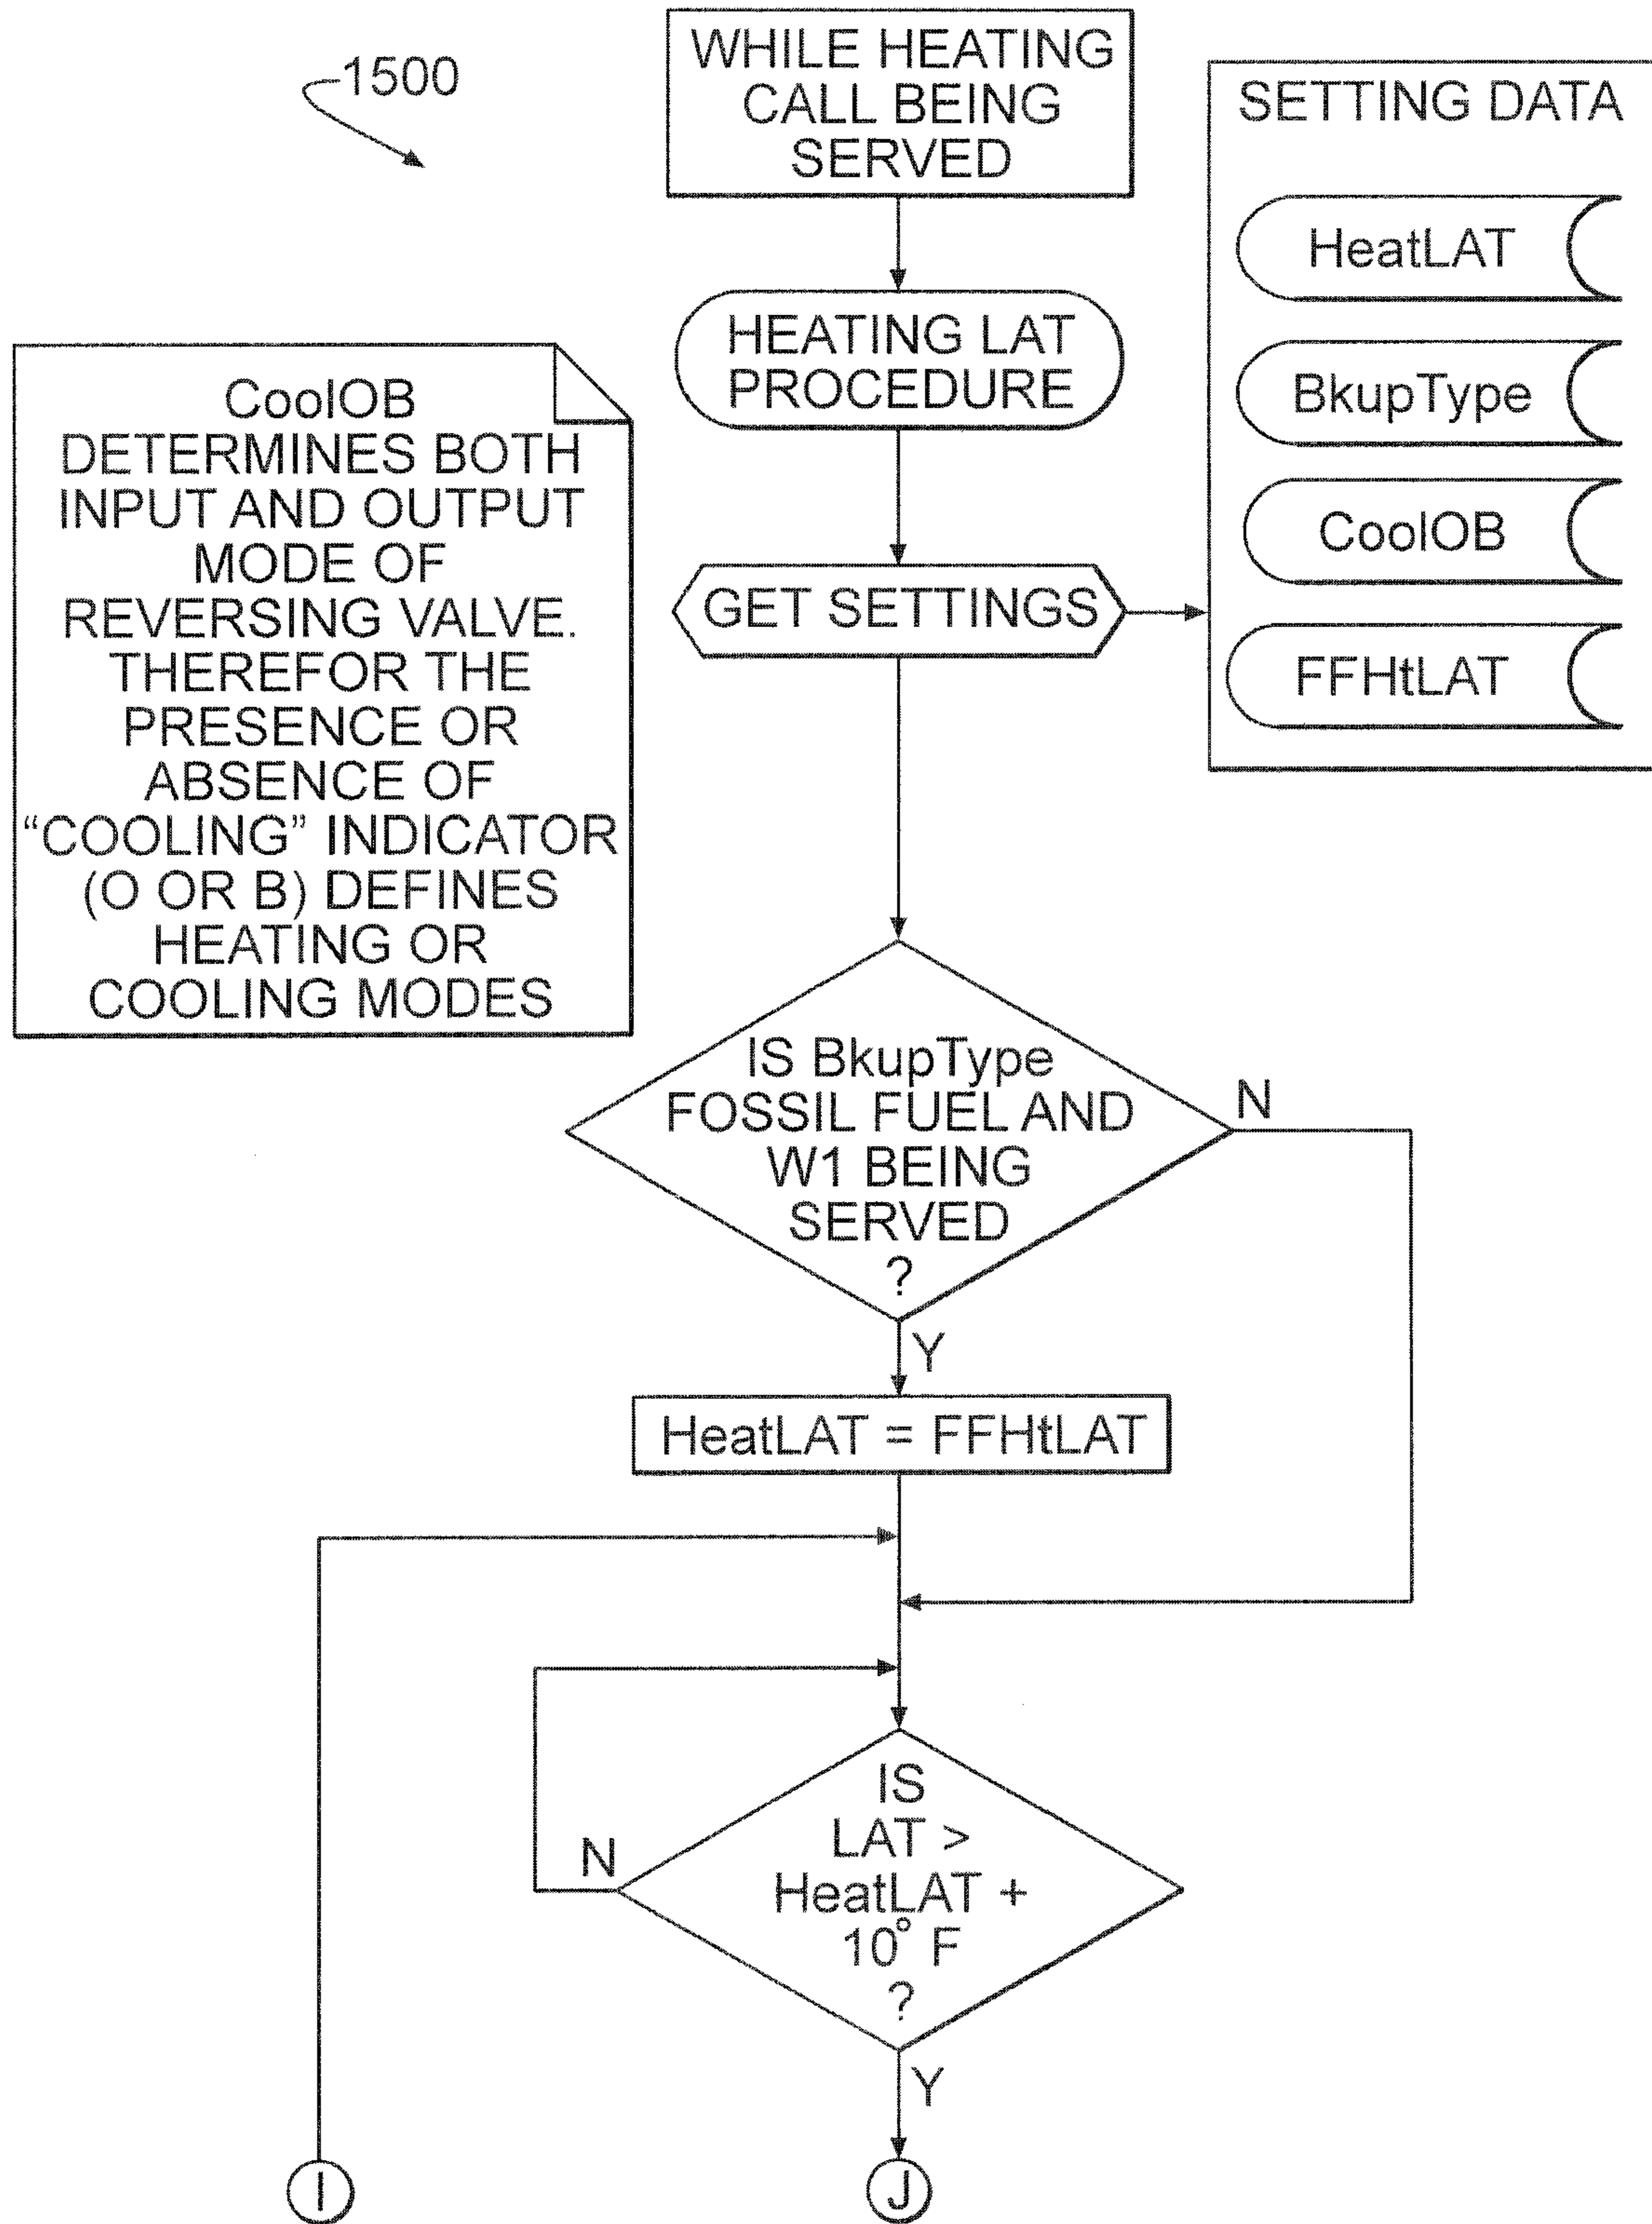 1500
WHILE HEATING
CALL BEING
SERVED
SETTING DATA
HeatLAT
BkupType
CoolOB
FFHtLAT
HEATING LAT
PROCEDURE
GET SETTINGS
CoolOB
DETERMINES BOTH
INPUT AND OUTPUT
MODE OF
REVERSING VALVE.
THEREFOR THE
PRESENCE OR
ABSENCE OF
“COOLING” INDICATOR
(O OR B) DEFINES
HEATING OR
COOLING MODES
IS BkupType
FOSSIL FUEL AND
W1 BEING
SERVED
?
N
Y
HeatLAT = FFHtLAT
IS
LAT >
HeatLAT +
10° F
?
N
Y
I
J